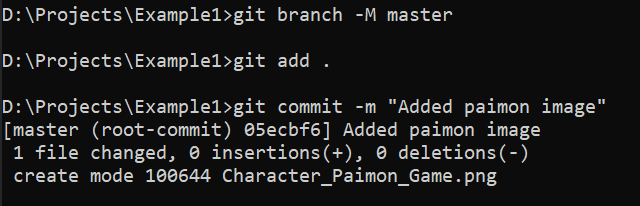 D:\Projects\Example1>git branch -M master
D:\Projects\Example1>git add .
D:\Projects\Example1>git commit -m "Added paimon image"
[master (root-commit) 05ecbf6] Added paimon image
 1 file changed, 0 insertions(+), 0 deletions(-)
 create mode 100644 Character_Paimon_Game.png